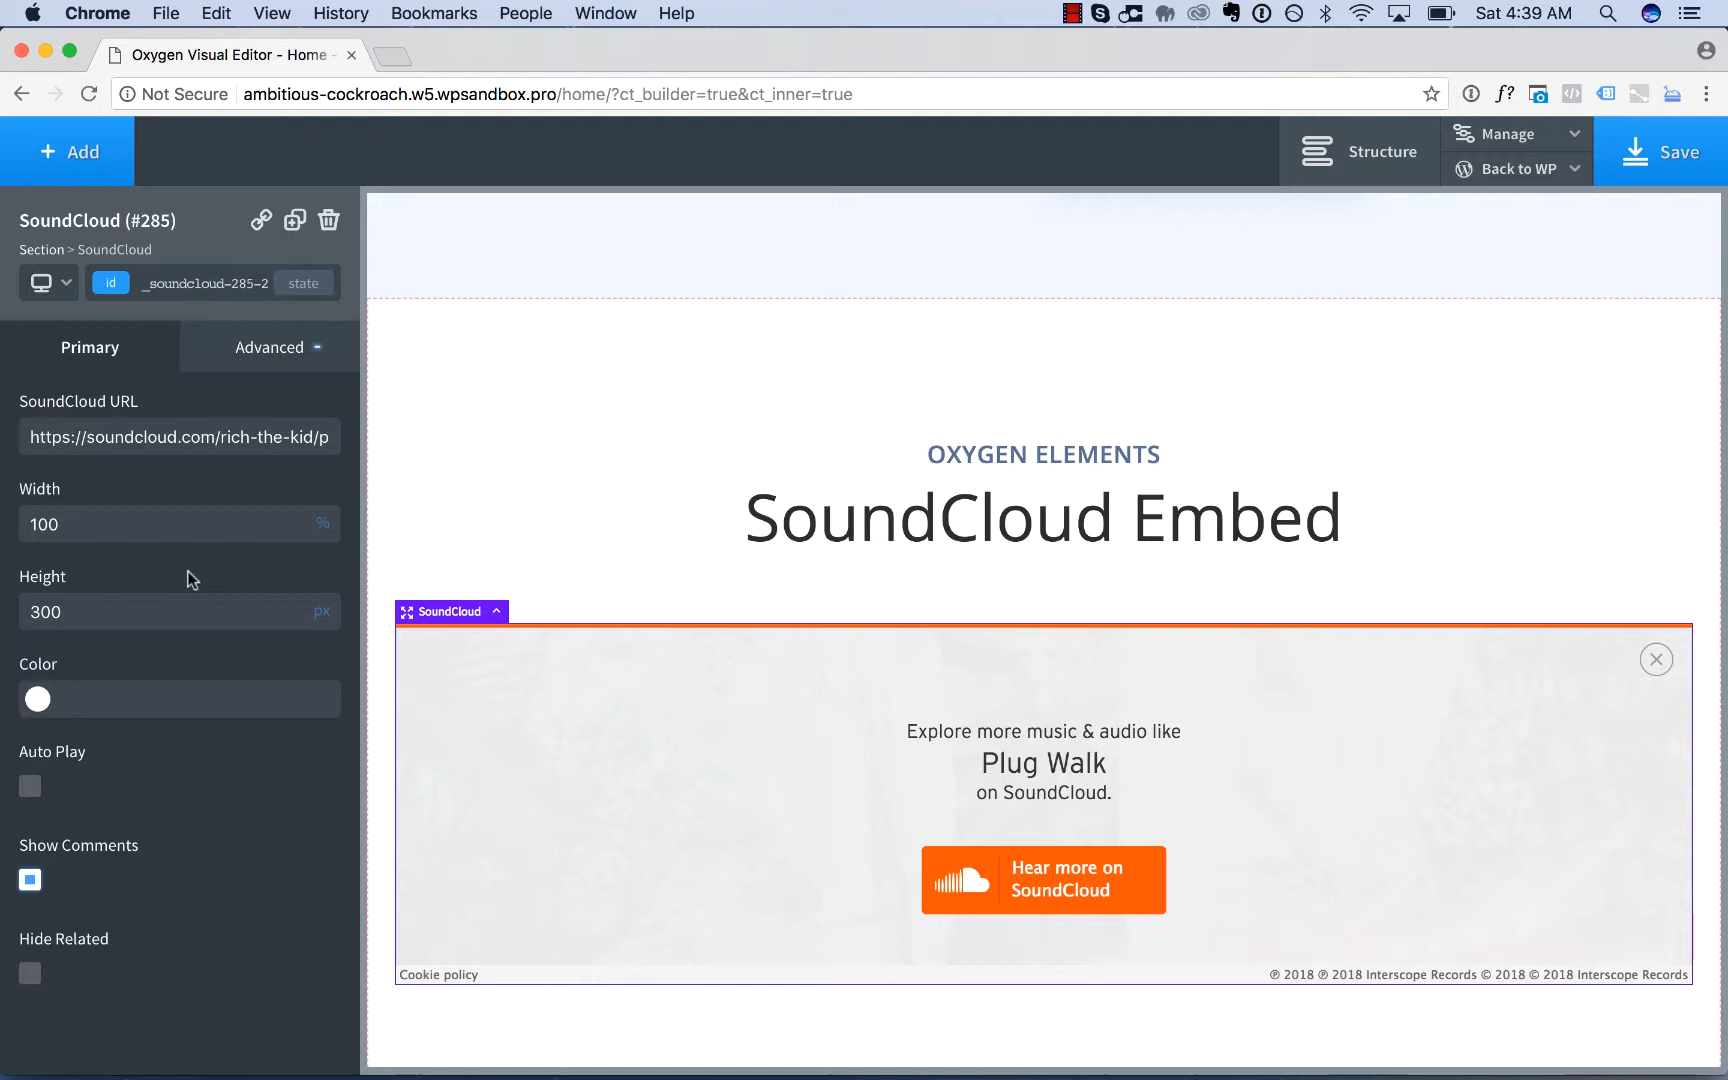 Chrome File Edit View History Bookmarks People Window Help Sat 4:39 AM
Oxygen Visual Editor - Home -
Not Secure ambitious-cockroach.w5.wpsandbox.pro/home/?ct_builder=true&ct_inner=true
+ Add
Structure
Manage
Back to WP
Save
SoundCloud (#285)
Section > SoundCloud
id _soundcloud-285-2 state
Primary Advanced
SoundCloud URL
https://soundcloud.com/rich-the-kid/p
Width
100 %
Height
300 px
Color
Auto Play
Show Comments
Hide Related
OXYGEN ELEMENTS
SoundCloud Embed
SoundCloud
Explore more music & audio like
Plug Walk
on SoundCloud.
Hear more on
SoundCloud
Cookie policy
℗ 2018 ℗ 2018 Interscope Records © 2018 © 2018 Interscope Records